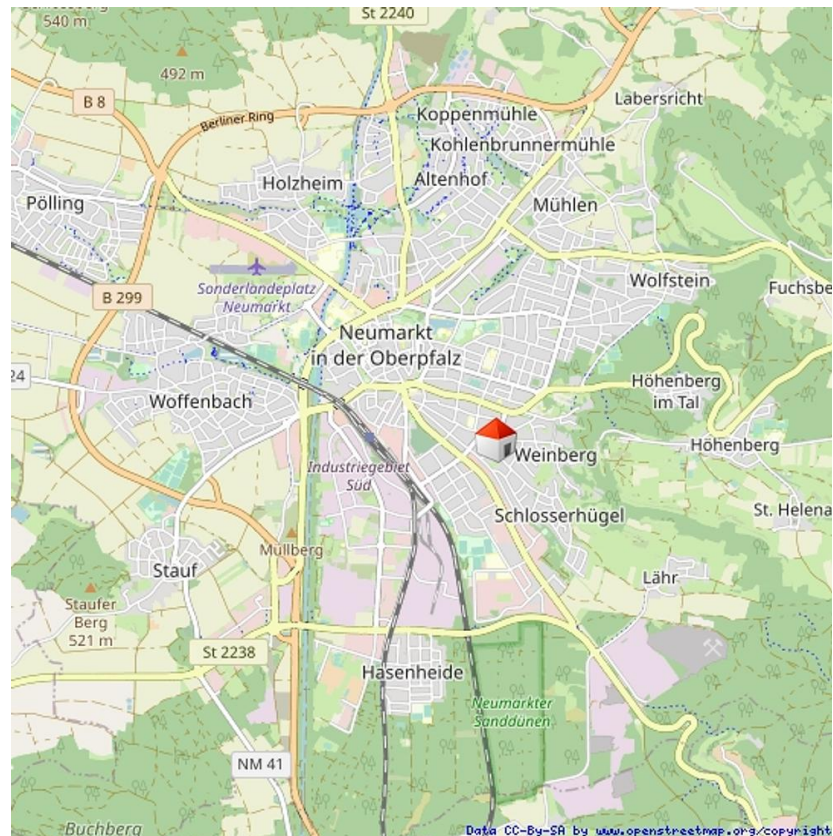 540 m
St 2240
492 m
B 8
Berliner Ring
Koppenmühle
Labersricht
Kohlenbrunnermühle
Altenhof
Holzheim
Pölling
Mühlen
Sonderlandeplatz
Neumarkt
B 299
Wolfstein
Fuchsbe
Neumarkt
in der Oberpfalz
24
Woffenbach
Höhenberg
im Tal
Höhenberg
Weinberg
Industriegebiet
Süd
Schlosserhügel
St. Helena
Müllberg
Stauf
Lähr
Staufer
Berg
521 m
St 2238
Hasenheide
Neumarkter
Sanddünen
NM 41
Buchberg
Data CC-By-SA by www.openstreetmap.org/copyright